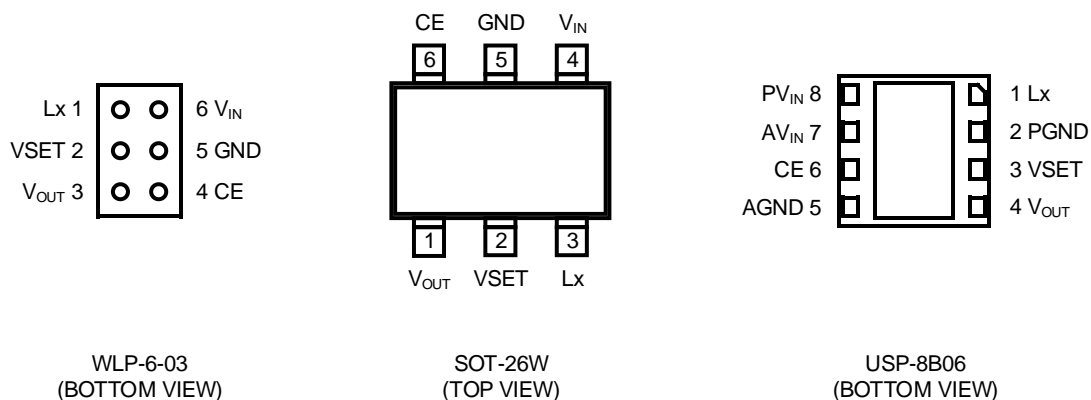 Lx 1
6 VIN
VSET 2
5 GND
VOUT 3
4 CE
WLP-6-03
(BOTTOM VIEW)
CE GND VIN
6 5 4
1 2 3
VOUT VSET Lx
SOT-26W
(TOP VIEW)
PVIN 8
1 Lx
AVIN 7
2 PGND
CE 6
3 VSET
AGND 5
4 VOUT
USP-8B06
(BOTTOM VIEW)